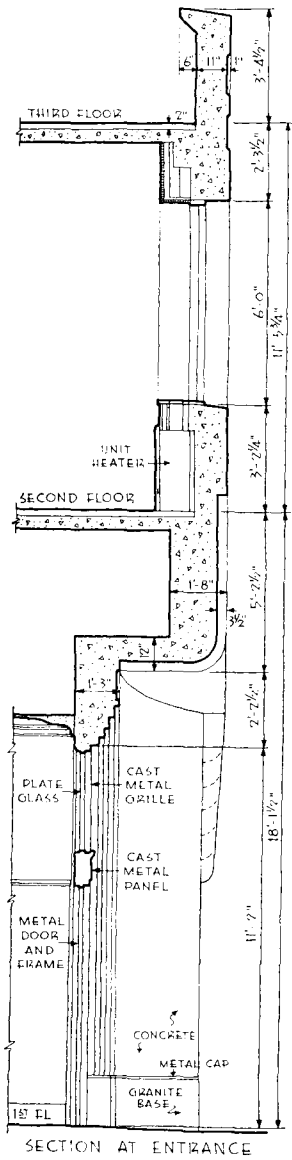 6"
11"
1"
3'-4½"
THIRD FLOOR
2"
2'-3½"
6'-0"
11'-5¾"
UNIT
HEATER
3'-2¼"
SECOND FLOOR
1'-8"
3½"
5'-2½"
12"
1'-3"
2'-2½"
PLATE
GLASS
CAST
METAL
GRILLE
CAST
METAL
PANEL
METAL
DOOR
AND
FRAME
11'-2"
18'-1½"
CONCRETE
METAL CAP
GRANITE
BASE
1ST FL
SECTION AT ENTRANCE